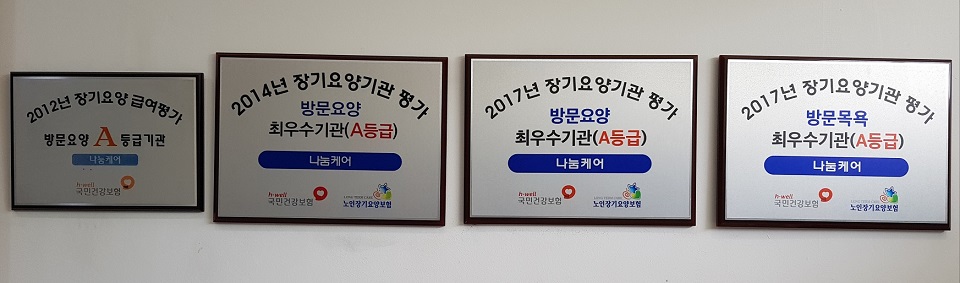 2012년 장기요양 급여평가
방문요양 A 등급기관
나눔케어
h·well
국민건강보험
2014년 장기요양기관 평가
방문요양
최우수기관(A등급)
나눔케어
h·well
국민건강보험
노인장기요양보험
2017년 장기요양기관 평가
방문요양
최우수기관(A등급)
나눔케어
h·well
국민건강보험
노인장기요양보험
2017년 장기요양기관 평가
방문목욕
최우수기관(A등급)
나눔케어
h·well
국민건강보험
노인장기요양보험